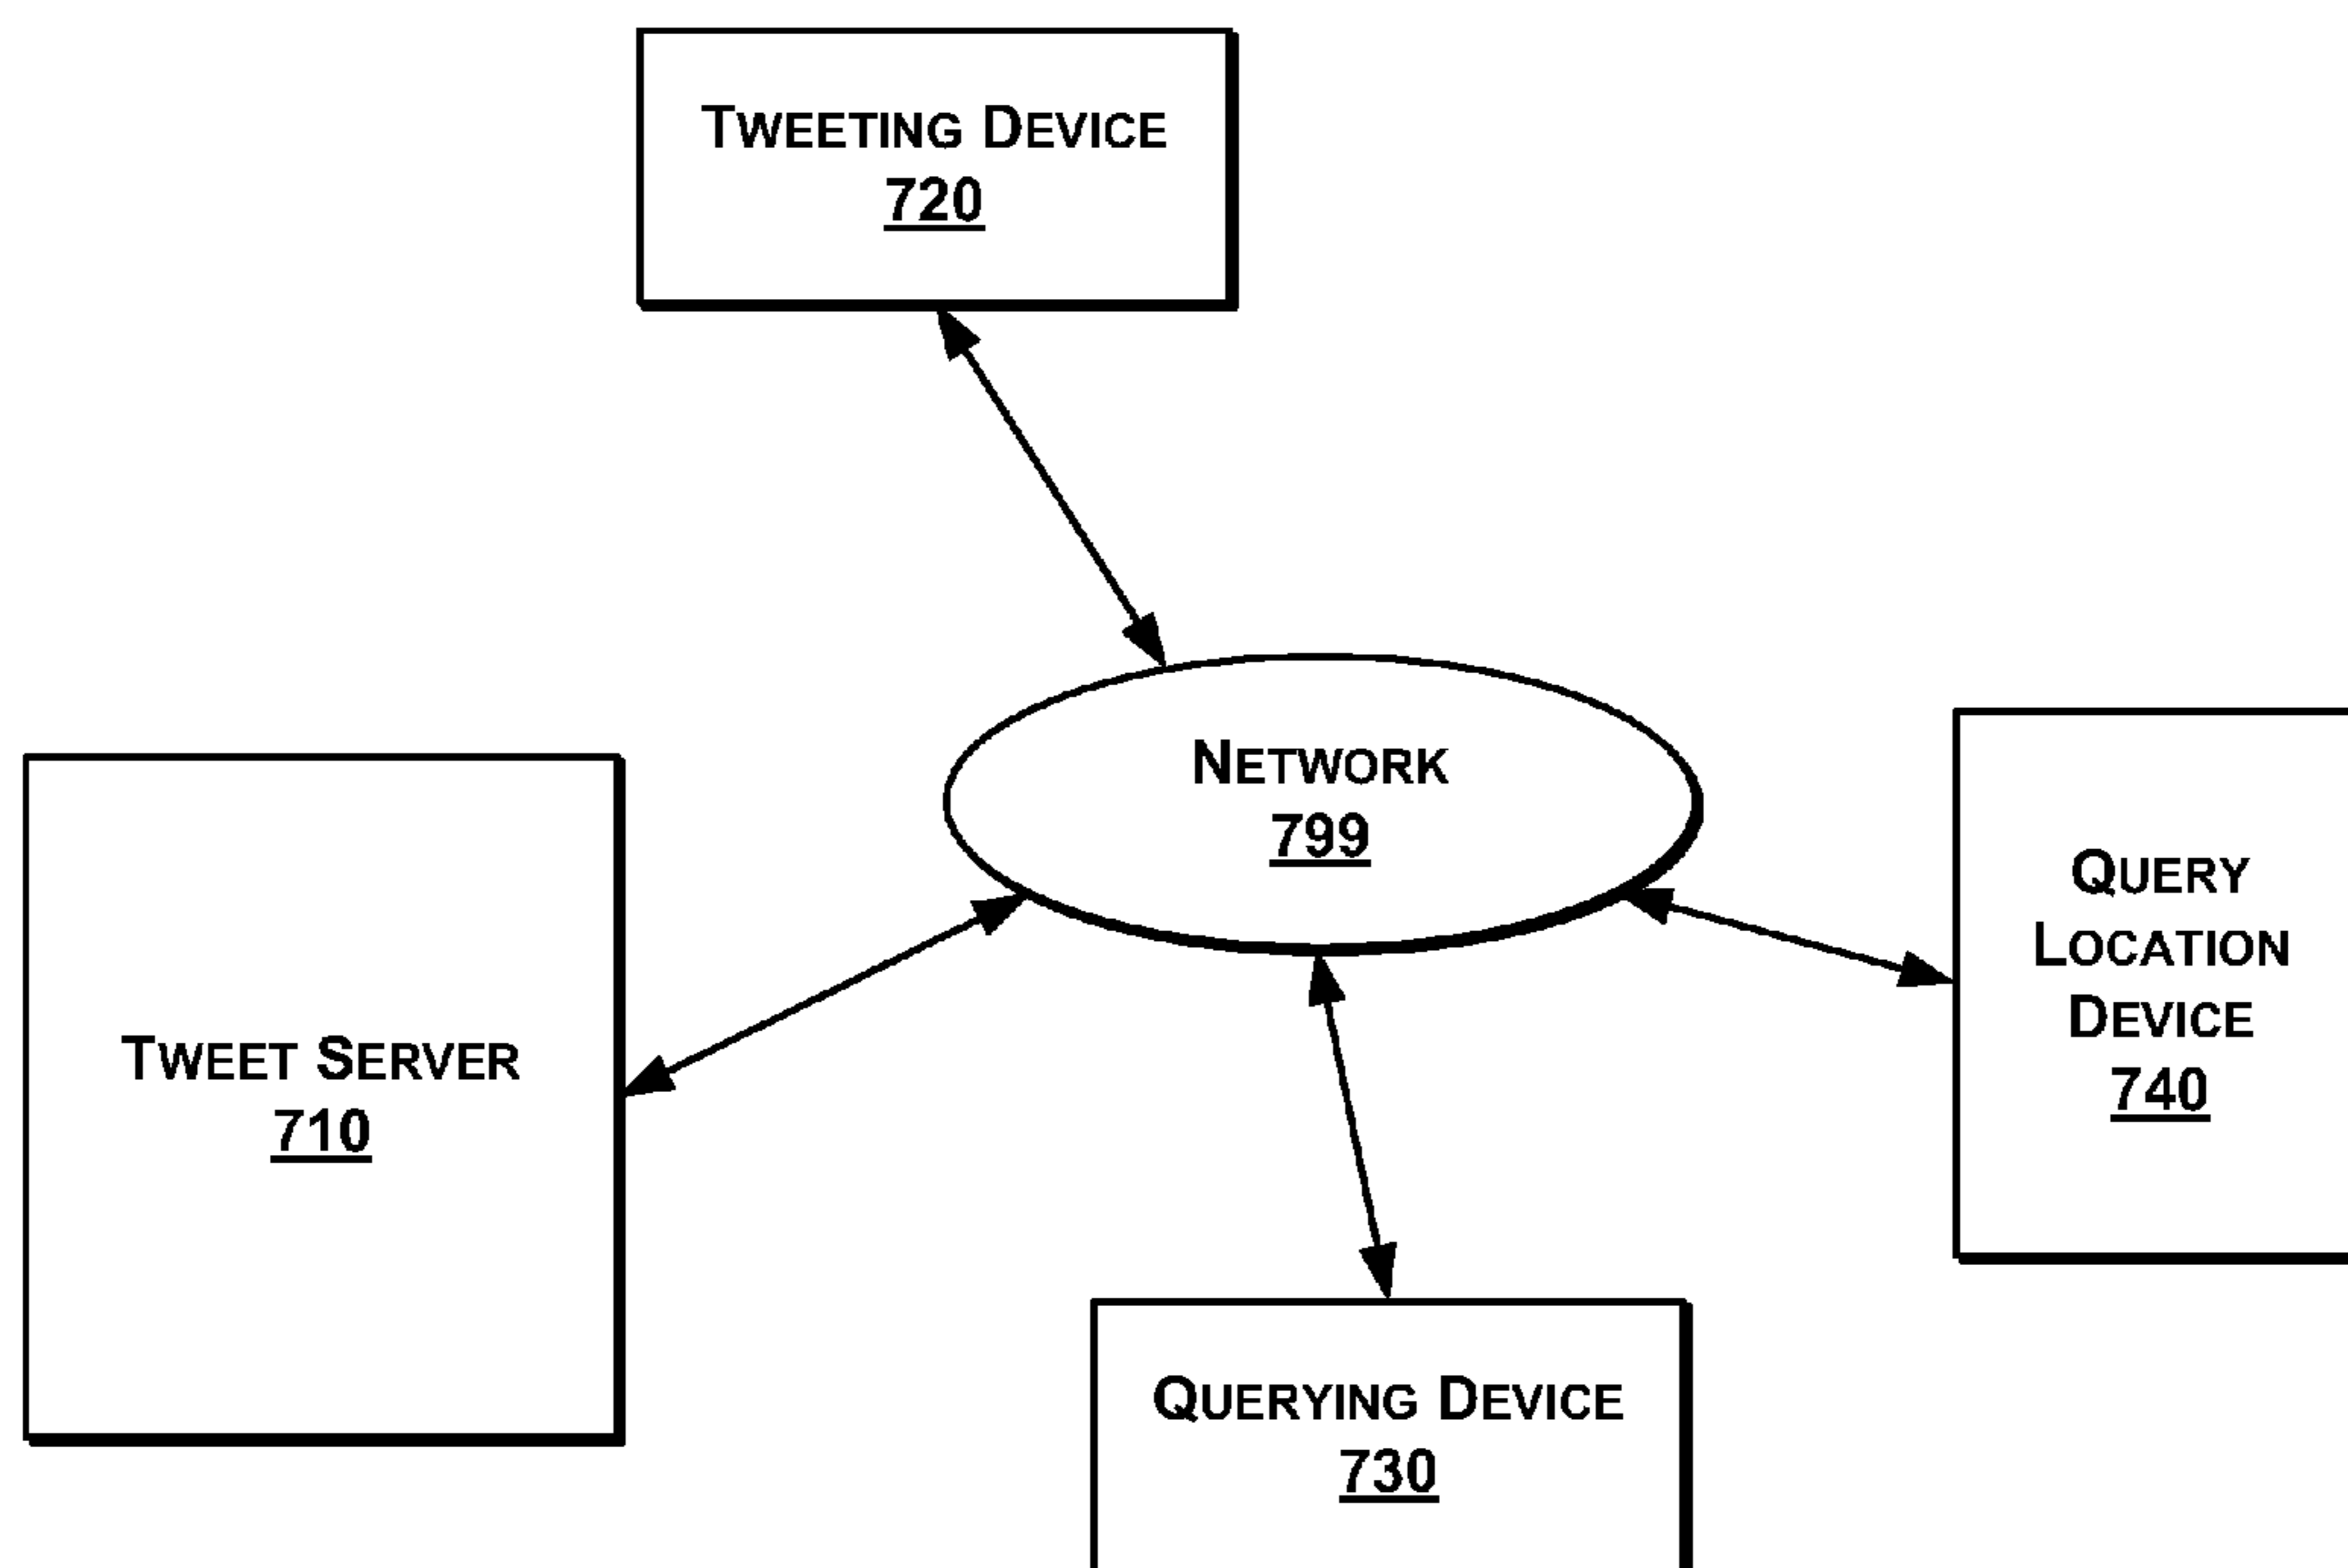 TWEETING DEVICE
720
NETWORK
799
TWEET SERVER
710
QUERY
LOCATION
DEVICE
740
QUERYING DEVICE
730